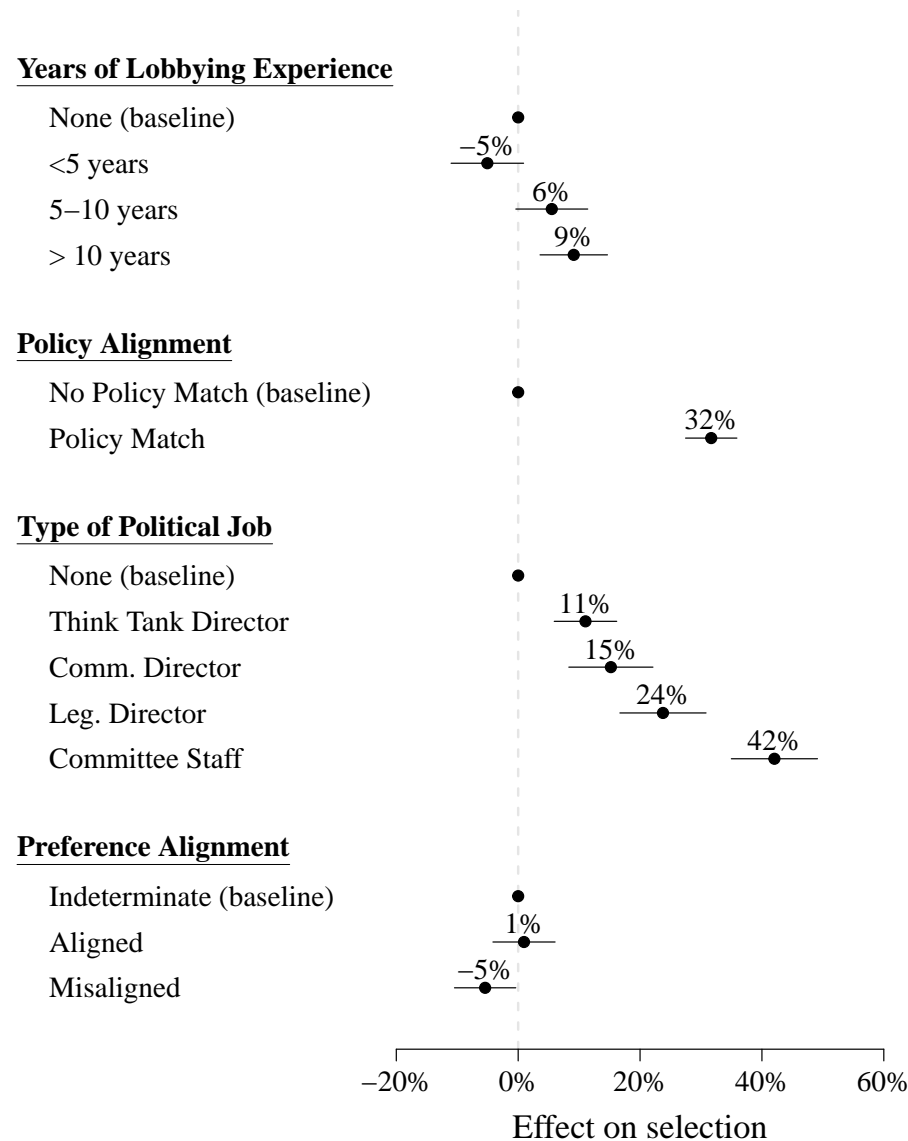 Years of Lobbying Experience
None (baseline)
<5 years
−5%
5–10 years
6%
> 10 years
9%
Policy Alignment
No Policy Match (baseline)
Policy Match
32%
Type of Political Job
None (baseline)
Think Tank Director
11%
Comm. Director
15%
Leg. Director
24%
Committee Staff
42%
Preference Alignment
Indeterminate (baseline)
Aligned
1%
Misaligned
−5%
−20% 0% 20% 40% 60%
Effect on selection